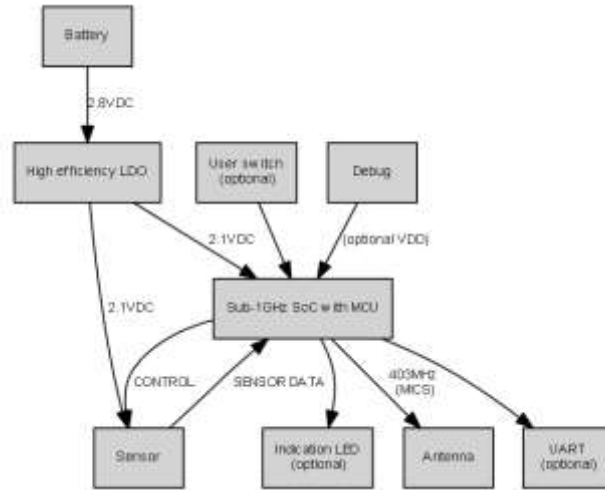 Battery
2.8VDC
High efficiency LDO
User switch
(optional)
Debug
2.1VDC
(optional VDD)
Sub-1GHz SoC with MCU
2.1VDC
CONTROL
SENSOR DATA
403MHz
(MICS)
Sensor
Indication LED
(optional)
Antenna
UART
(optional)